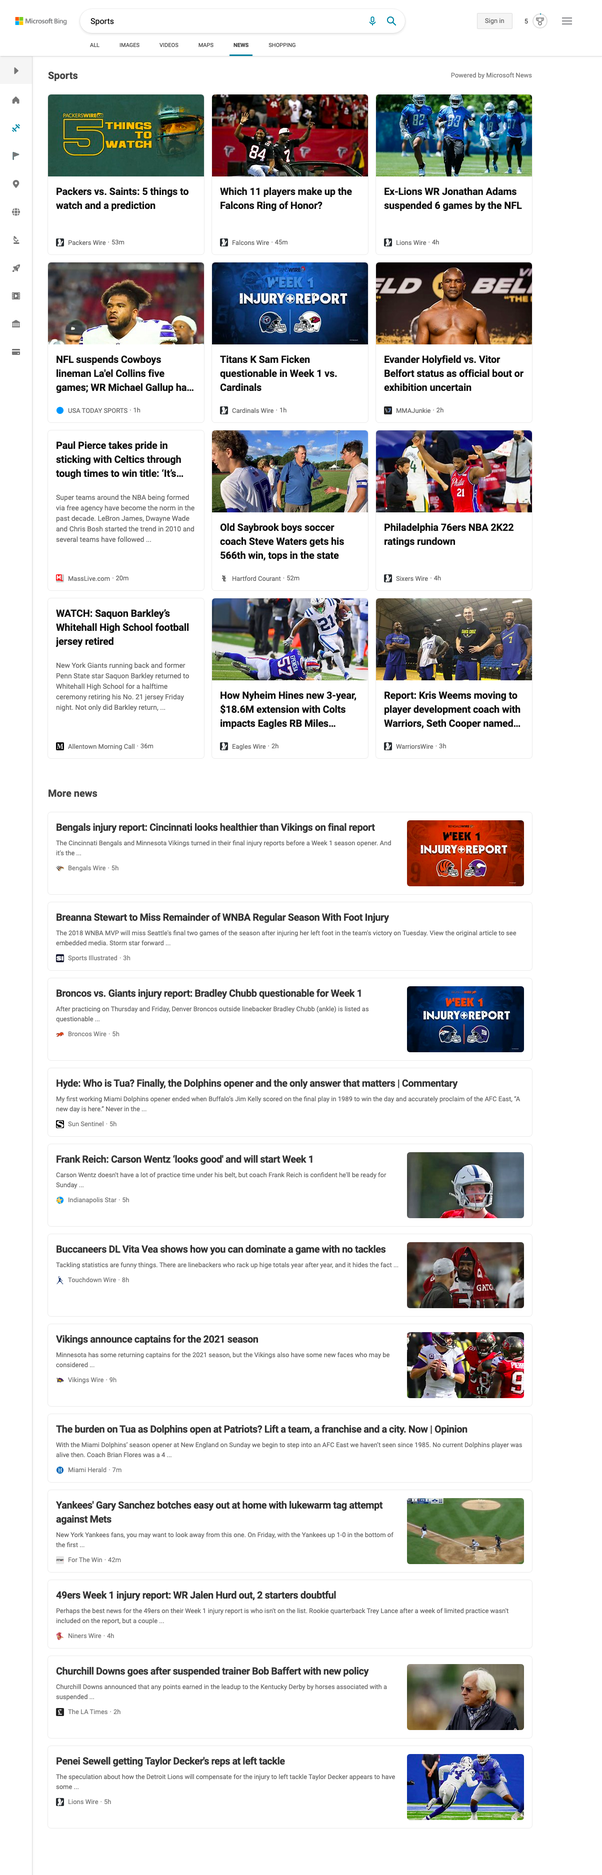 Microsoft Bing
Sports
Sign in
5
ALL IMAGES VIDEOS MAPS NEWS SHOPPING
Sports
Powered by Microsoft News
PACKERSWIRE
5 THINGS
TO
WATCH
Packers vs. Saints: 5 things to
watch and a prediction
Packers Wire · 53m
84
7
Which 11 players make up the
Falcons Ring of Honor?
Falcons Wire · 45m
82
83
Ex-Lions WR Jonathan Adams
suspended 6 games by the NFL
Lions Wire · 4h
NFL suspends Cowboys
lineman La'el Collins five
games; WR Michael Gallup ha...
USA TODAY SPORTS · 1h
WEEK 1
INJURY+REPORT
Titans K Sam Ficken
questionable in Week 1 vs.
Cardinals
Cardinals Wire · 1h
ELD
BEL
"THE
Evander Holyfield vs. Vitor
Belfort status as official bout or
exhibition uncertain
MMAJunkie · 2h
Paul Pierce takes pride in
sticking with Celtics through
tough times to win title: 'It's...
Super teams around the NBA being formed
via free agency have become the norm in the
past decade. LeBron James, Dwayne Wade
and Chris Bosh started the trend in 2010 and
several teams have followed ...
MassLive.com · 20m
Old Saybrook boys soccer
coach Steve Waters gets his
566th win, tops in the state
Hartford Courant · 52m
21
Philadelphia 76ers NBA 2K22
ratings rundown
Sixers Wire · 4h
WATCH: Saquon Barkley's
Whitehall High School football
jersey retired
New York Giants running back and former
Penn State star Saquon Barkley returned to
Whitehall High School for a halftime
ceremony retiring his No. 21 jersey Friday
night. Not only did Barkley return, ...
Allentown Morning Call · 36m
21
57
How Nyheim Hines new 3-year,
$18.6M extension with Colts
impacts Eagles RB Miles...
Eagles Wire · 2h
Report: Kris Weems moving to
player development coach with
Warriors, Seth Cooper named...
WarriorsWire · 3h
More news
Bengals injury report: Cincinnati looks healthier than Vikings on final report
The Cincinnati Bengals and Minnesota Vikings turned in their final injury reports before a Week 1 season opener. And
it's the ...
Bengals Wire · 5h
WEEK 1
INJURY+REPORT
Breanna Stewart to Miss Remainder of WNBA Regular Season With Foot Injury
The 2018 WNBA MVP will miss Seattle's final two games of the season after injuring her left foot in the team's victory on Tuesday. View the original article to see
embedded media. Storm star forward ...
Sports Illustrated · 3h
Broncos vs. Giants injury report: Bradley Chubb questionable for Week 1
After practicing on Thursday and Friday, Denver Broncos outside linebacker Bradley Chubb (ankle) is listed as
questionable ...
Broncos Wire · 5h
WEEK 1
INJURY+REPORT
Hyde: Who is Tua? Finally, the Dolphins opener and the only answer that matters | Commentary
My first working Miami Dolphins opener ended when Buffalo's Jim Kelly scored on the final play in 1989 to win the day and accurately proclaim of the AFC East, "A
new day is here." Never in the ...
Sun Sentinel · 5h
Frank Reich: Carson Wentz 'looks good' and will start Week 1
Carson Wentz doesn't have a lot of practice time under his belt, but coach Frank Reich is confident he'll be ready for
Sunday ...
Indianapolis Star · 5h
Buccaneers DL Vita Vea shows how you can dominate a game with no tackles
Tackling statistics are funny things. There are linebackers who rack up hige totals year after year, and it hides the fact ...
Touchdown Wire · 8h
GATO
Vikings announce captains for the 2021 season
Minnesota has some returning captains for the 2021 season, but the Vikings also have some new faces who may be
considered ...
Vikings Wire · 9h
9
The burden on Tua as Dolphins open at Patriots? Lift a team, a franchise and a city. Now | Opinion
With the Miami Dolphins' season opener at New England on Sunday we begin to step into an AFC East we haven't seen since 1985. No current Dolphins player was
alive then. Coach Brian Flores was a 4 ...
Miami Herald · 7m
Yankees' Gary Sanchez botches easy out at home with lukewarm tag attempt
against Mets
New York Yankees fans, you may want to look away from this one. On Friday, with the Yankees up 1-0 in the bottom of
the first ...
For The Win · 42m
49ers Week 1 injury report: WR Jalen Hurd out, 2 starters doubtful
Perhaps the best news for the 49ers on their Week 1 injury report is who isn't on the list. Rookie quarterback Trey Lance after a week of limited practice wasn't
included on the report, but a couple ...
Niners Wire · 4h
Churchill Downs goes after suspended trainer Bob Baffert with new policy
Churchill Downs announced that any points earned in the leadup to the Kentucky Derby by horses associated with a
suspended ...
The LA Times · 2h
Penei Sewell getting Taylor Decker's reps at left tackle
The speculation about how the Detroit Lions will compensate for the injury to left tackle Taylor Decker appears to have
some ...
Lions Wire · 5h